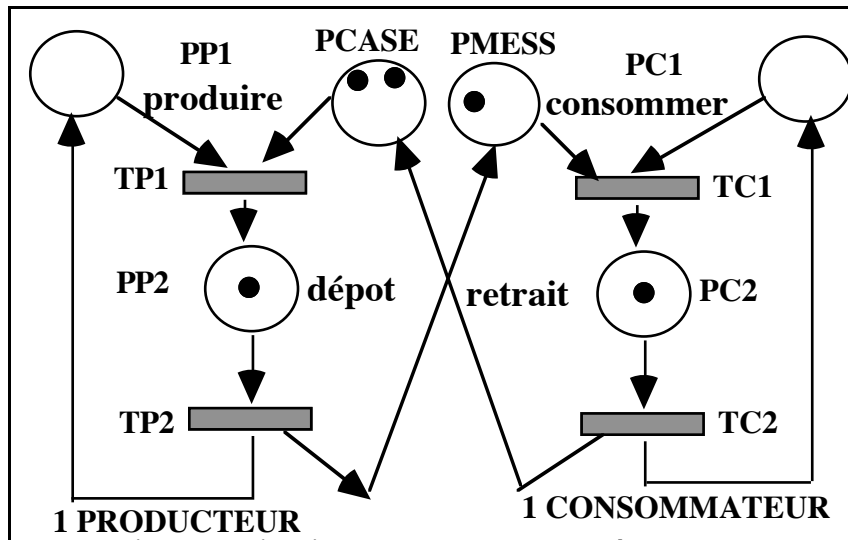 PP1
produire
PCASE
PMESS
PC1
consommer
TP1
TC1
PP2
dépot
retrait
PC2
TP2
TC2
1 PRODUCTEUR
1 CONSOMMATEUR